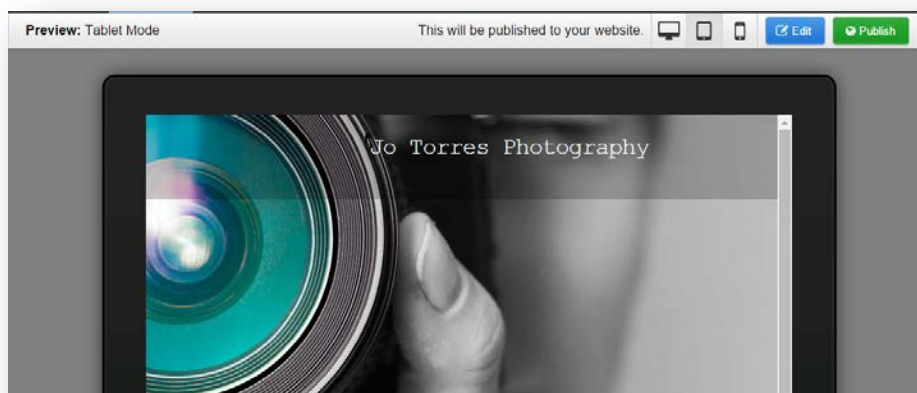 Preview: Tablet Mode This will be published to your website. Edit Publish
Jo Torres Photography